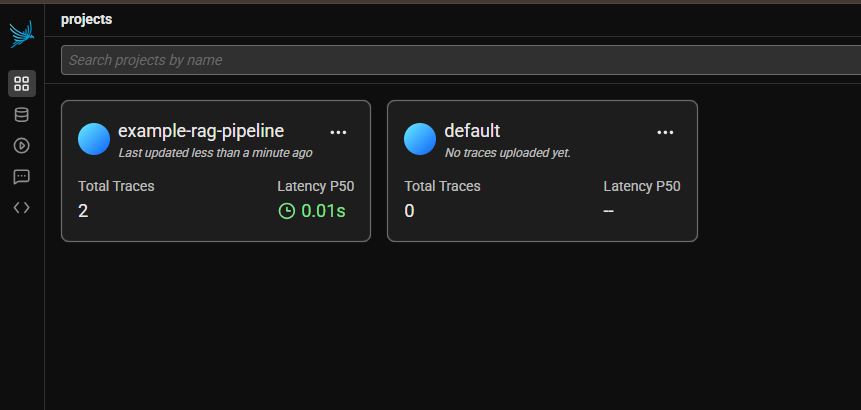 projects
Search projects by name
example-rag-pipeline
Last updated less than a minute ago
Total Traces
Latency P50
2
0.01s
default
No traces uploaded yet.
Total Traces
Latency P50
0
--